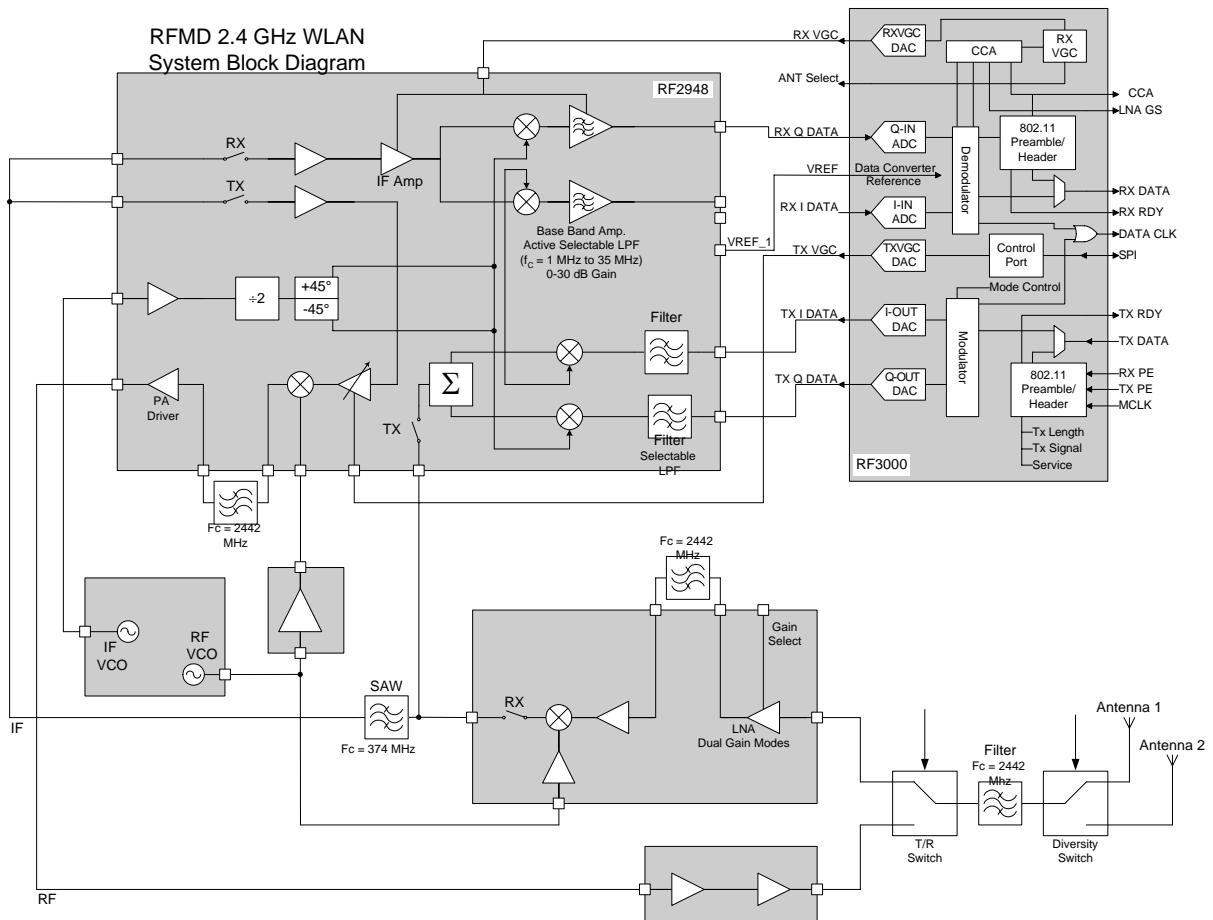 RFMD 2.4 GHz WLAN
System Block Diagram
RF2948
RX
TX
IF Amp
Base Band Amp.
Active Selectable LPF
(fC = 1 MHz to 35 MHz)
0-30 dB Gain
÷2
+45°
-45°
Filter
Σ
PA
Driver
TX
Filter
Selectable
LPF
Fc = 2442
MHz
RX VGC
ANT Select
RX Q DATA
VREF
RX I DATA
VREF_1
TX VGC
TX I DATA
TX Q DATA
RXVGC
DAC
CCA
RX
VGC
Q-IN
ADC
Data Converter
Reference
I-IN
ADC
Demodulator
802.11
Preamble/
Header
TXVGC
DAC
Control
Port
Mode Control
I-OUT
DAC
Modulator
Q-OUT
DAC
802.11
Preamble/
Header
Tx Length
Tx Signal
Service
RF3000
CCA
LNA GS
RX DATA
RX RDY
DATA CLK
SPI
TX RDY
TX DATA
RX PE
TX PE
MCLK
IF
VCO
RF
VCO
Fc = 2442
MHz
Gain
Select
SAW
Fc = 374 MHz
RX
LNA
Dual Gain Modes
IF
RF
T/R
Switch
Filter
Fc = 2442
Mhz
Diversity
Switch
Antenna 1
Antenna 2